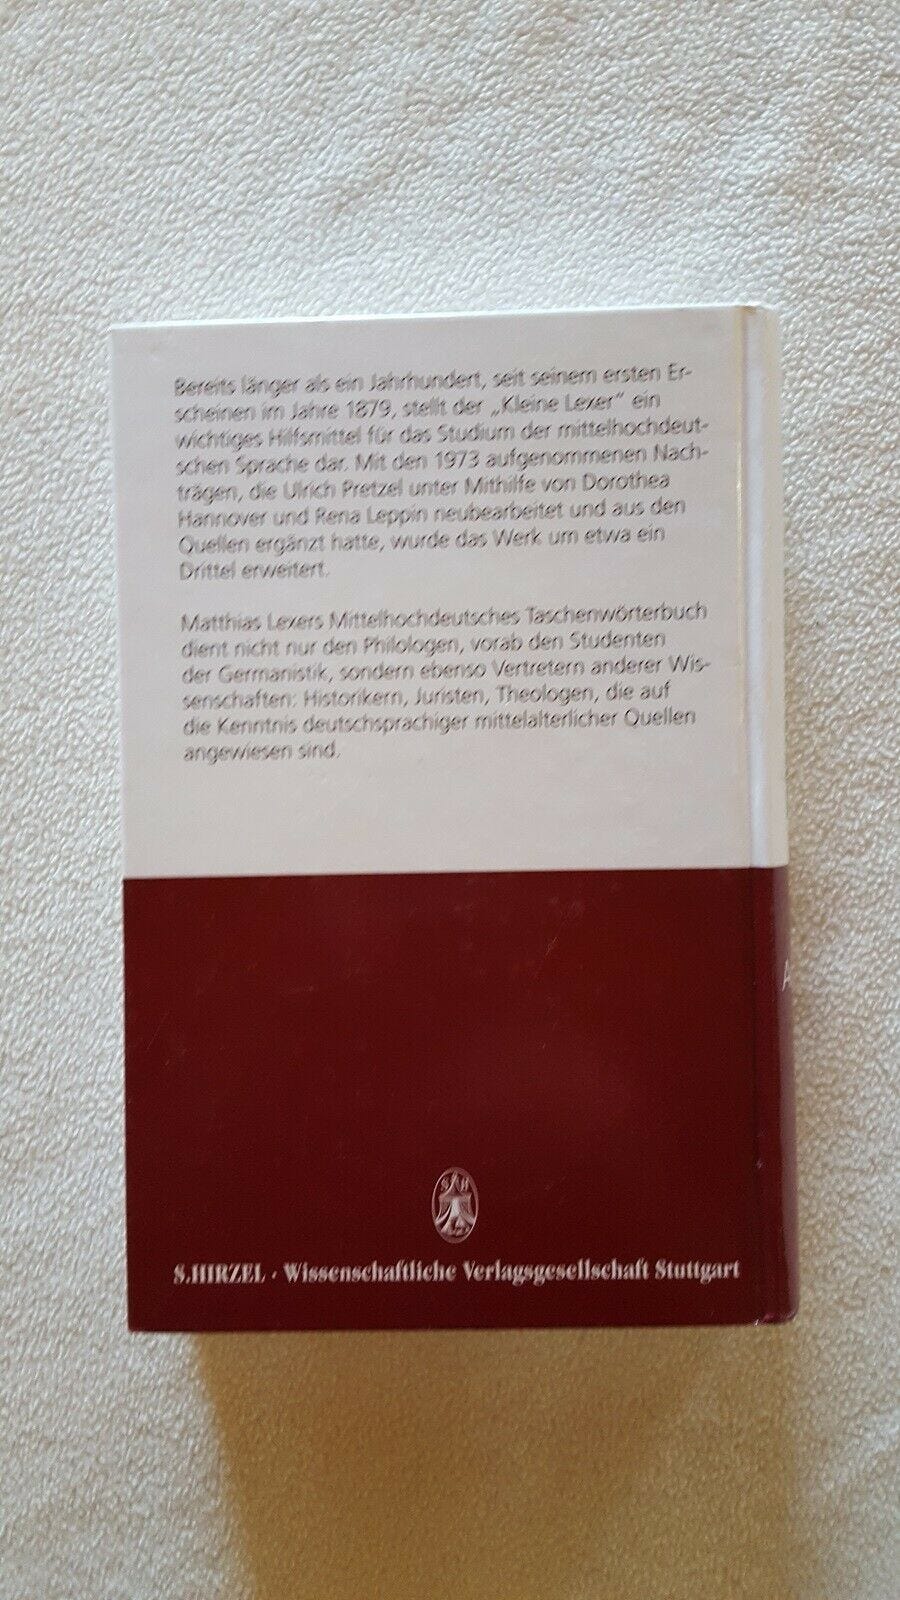 Bereits länger als ein Jahrhundert, seit seinem ersten Er-
scheinen im Jahre 1879, stellt der „Kleine Lexer“ ein
wichtiges Hilfsmittel für das Studium der mittelhochdeut-
schen Sprache dar. Mit den 1973 aufgenommenen Nach-
trägen, die Ulrich Pretzel unter Mithilfe von Dorothea
Hannover und Rena Leppin neubearbeitet und aus den
Quellen ergänzt hatte, wurde das Werk um etwa ein
Drittel erweitert.
Matthias Lexers Mittelhochdeutsches Taschenwörterbuch
dient nicht nur den Philologen, vorab den Studenten
der Germanistik, sondern ebenso Vertretern anderer Wis-
senschaften: Historikern, Juristen, Theologen, die auf
die Kenntnis deutschsprachiger mittelalterlicher Quellen
angewiesen sind.
S H
S.HIRZEL · Wissenschaftliche Verlagsgesellschaft Stuttgart